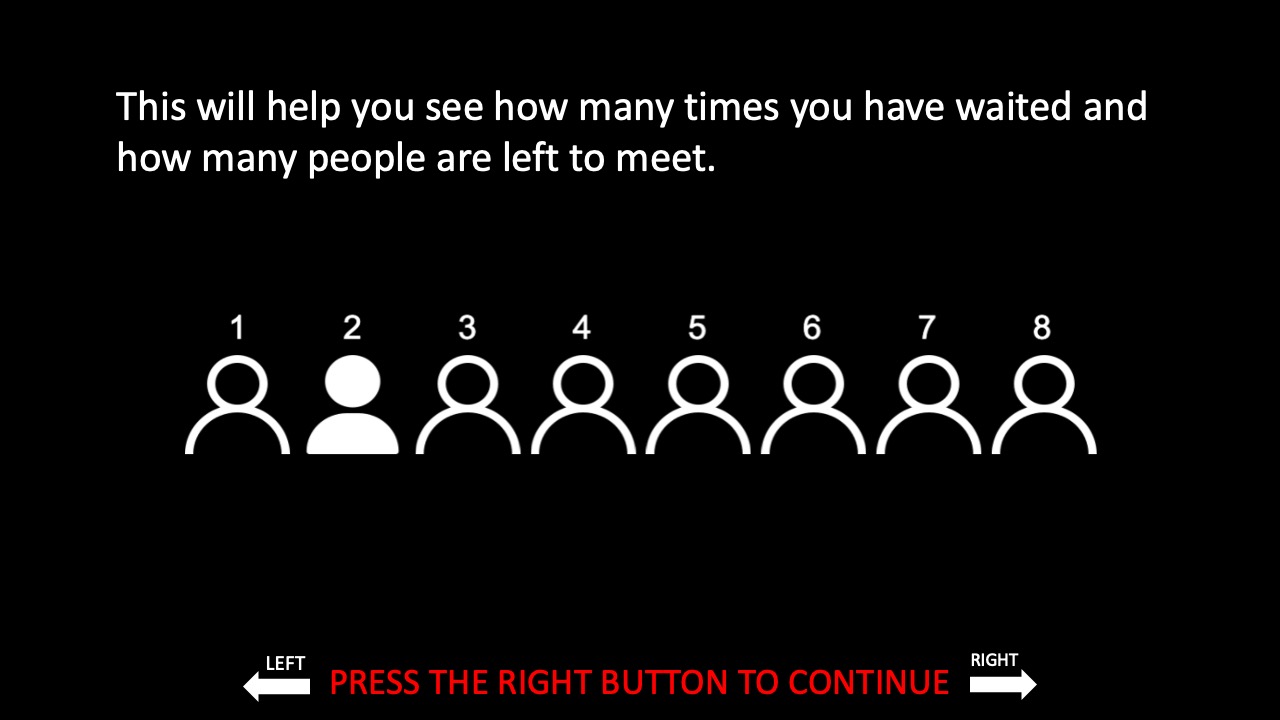 This will help you see how many times you have waited and
how many people are left to meet.
1 2 3 4 5 6 7 8
LEFT
PRESS THE RIGHT BUTTON TO CONTINUE
RIGHT